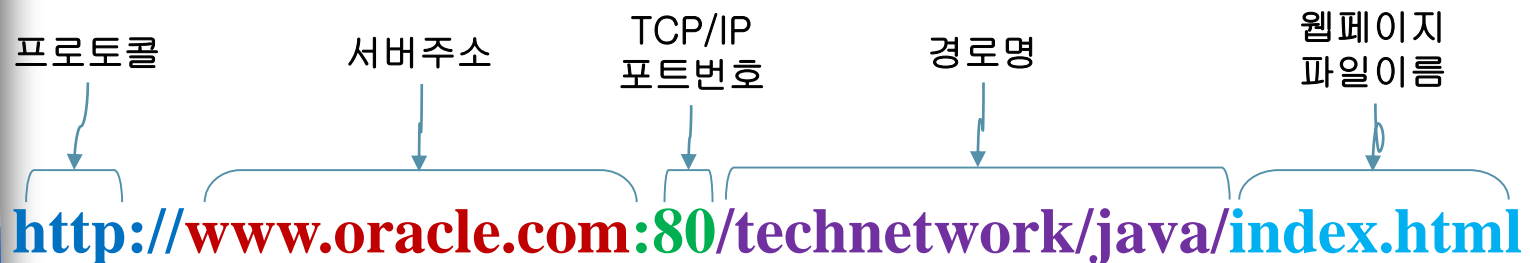 프로토콜
서버주소
TCP/IP
포트번호
경로명
웹페이지
파일이름
http://www.oracle.com:80/technetwork/java/index.html